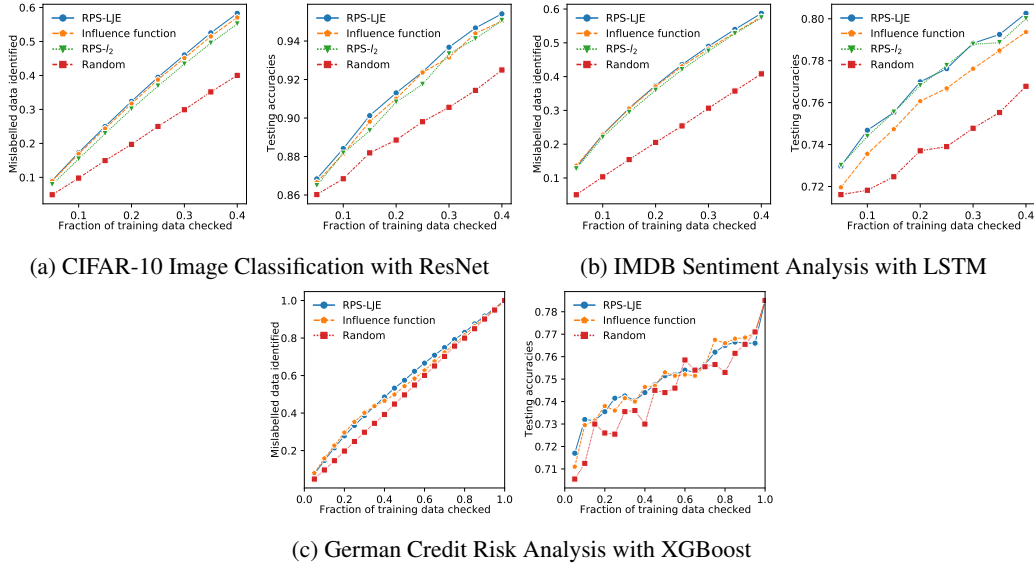 Mislabelled data identified
0.6
0.5
0.4
0.3
0.2
0.1
RPS-LJE
Influence function
RPS-l2
Random
0.1
0.2
0.3
0.4
Fraction of training data checked
Testing accuracies
0.94
0.92
0.90
0.88
0.86
RPS-LJE
Influence function
RPS-l2
Random
0.1
0.2
0.3
0.4
Fraction of training data checked
(a) CIFAR-10 Image Classification with ResNet
Mislabelled data identified
0.6
0.5
0.4
0.3
0.2
0.1
RPS-LJE
Influence function
RPS-l2
Random
0.1
0.2
0.3
0.4
Fraction of training data checked
Testing accuracies
0.80
0.78
0.76
0.74
0.72
RPS-LJE
Influence function
RPS-l2
Random
0.1
0.2
0.3
0.4
Fraction of training data checked
(b) IMDB Sentiment Analysis with LSTM
Mislabelled data identified
1.0
0.8
0.6
0.4
0.2
RPS-LJE
Influence function
Random
0.0
0.2
0.4
0.6
0.8
1.0
Fraction of training data checked
Testing accuracies
0.78
0.77
0.76
0.75
0.74
0.73
0.72
0.71
RPS-LJE
Influence function
Random
0.0
0.2
0.4
0.6
0.8
1.0
Fraction of training data checked
(c) German Credit Risk Analysis with XGBoost